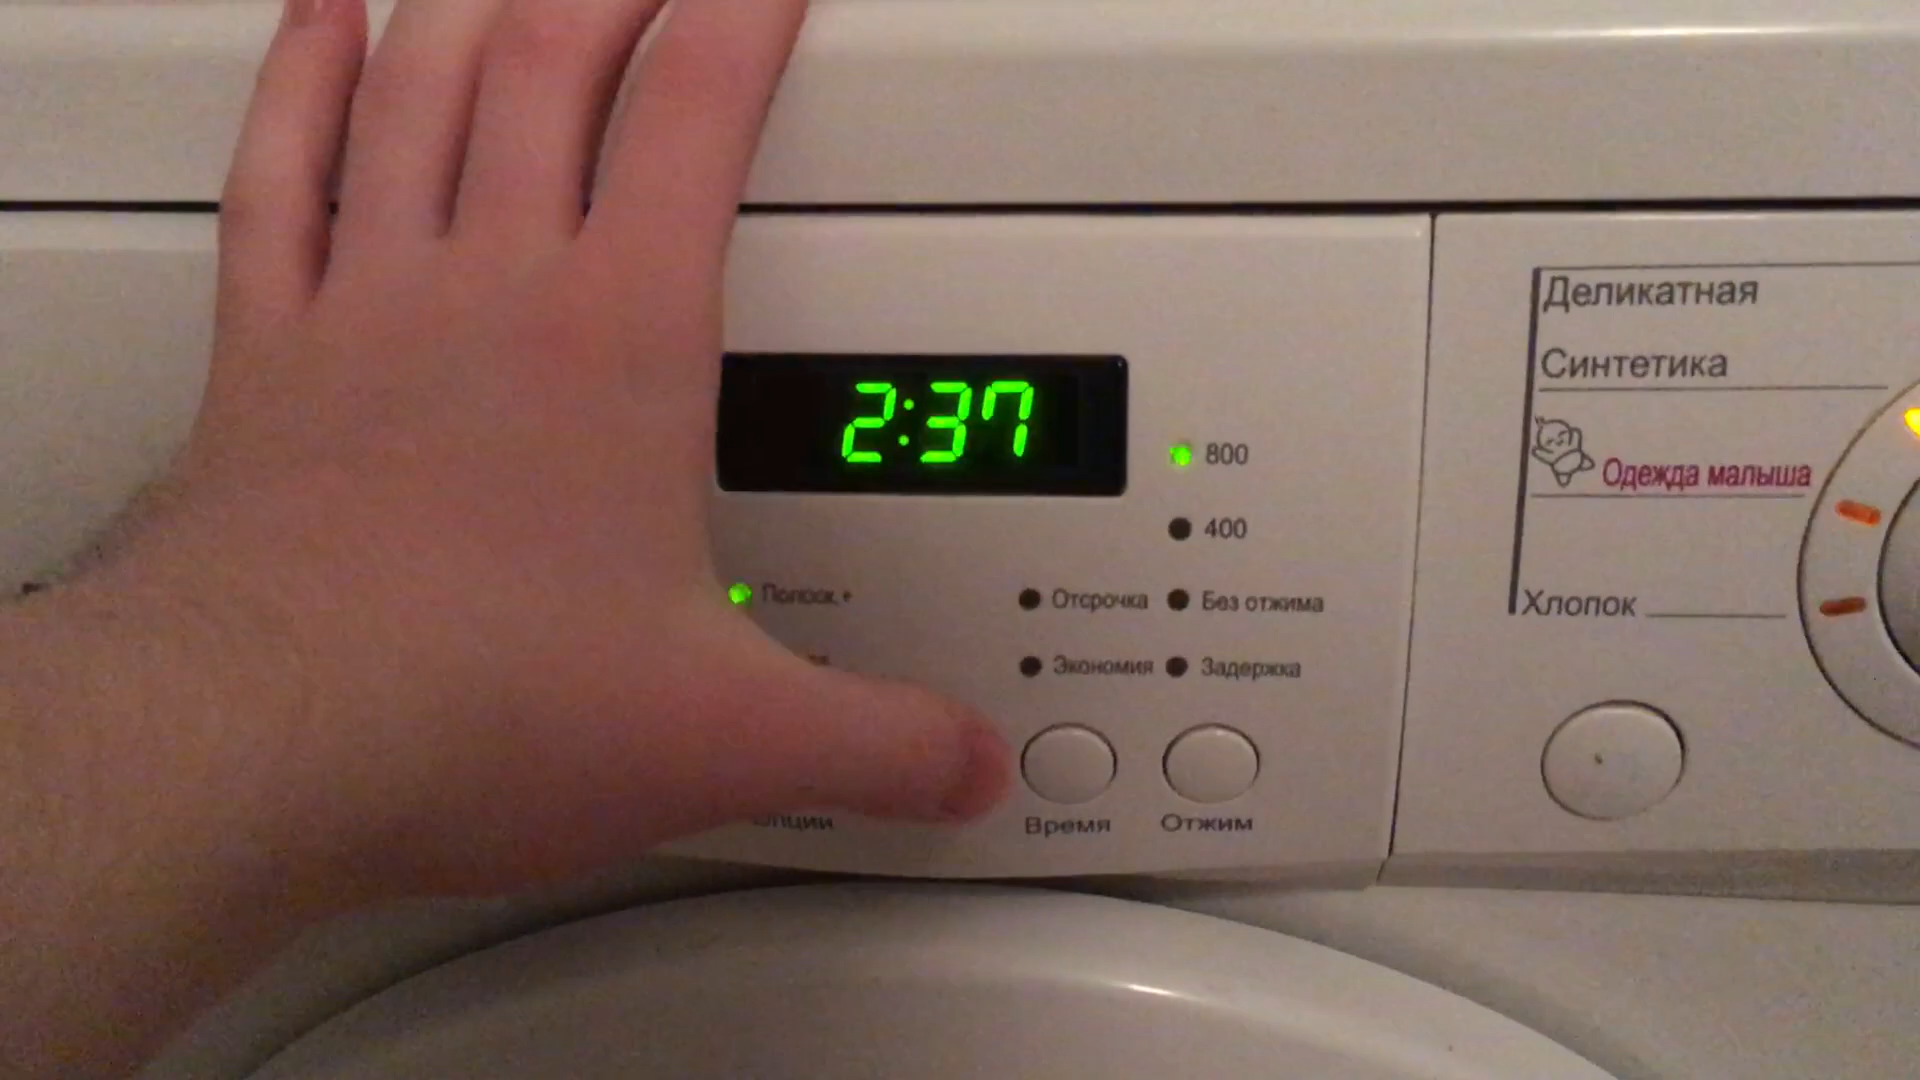 2:37
800
400
Полоск.+
Отсрочка
Без отжима
Экономия
Задержка
Время
Отжим
Деликатная
Синтетика
Одежда малыша
Хлопок